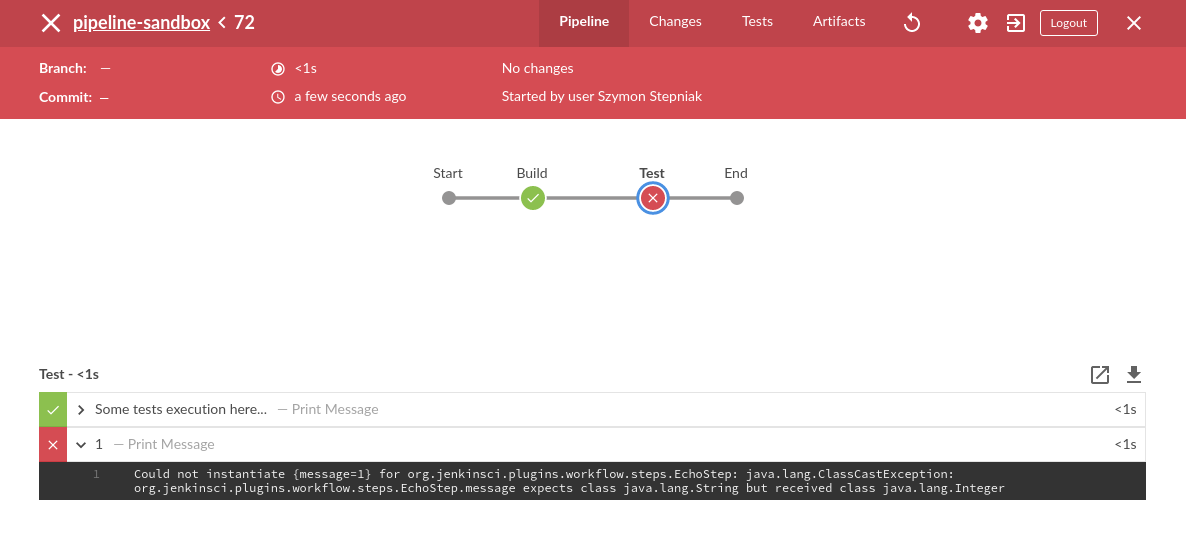 pipeline-sandbox < 72 Pipeline Changes Tests Artifacts Logout
Branch: — <1s No changes
Commit: — a few seconds ago Started by user Szymon Stepniak
Start Build Test End
Test - <1s
Some tests execution here... — Print Message <1s
1 — Print Message <1s
1 Could not instantiate {message=1} for org.jenkinsci.plugins.workflow.steps.EchoStep: java.lang.ClassCastException:
org.jenkinsci.plugins.workflow.steps.EchoStep.message expects class java.lang.String but received class java.lang.Integer